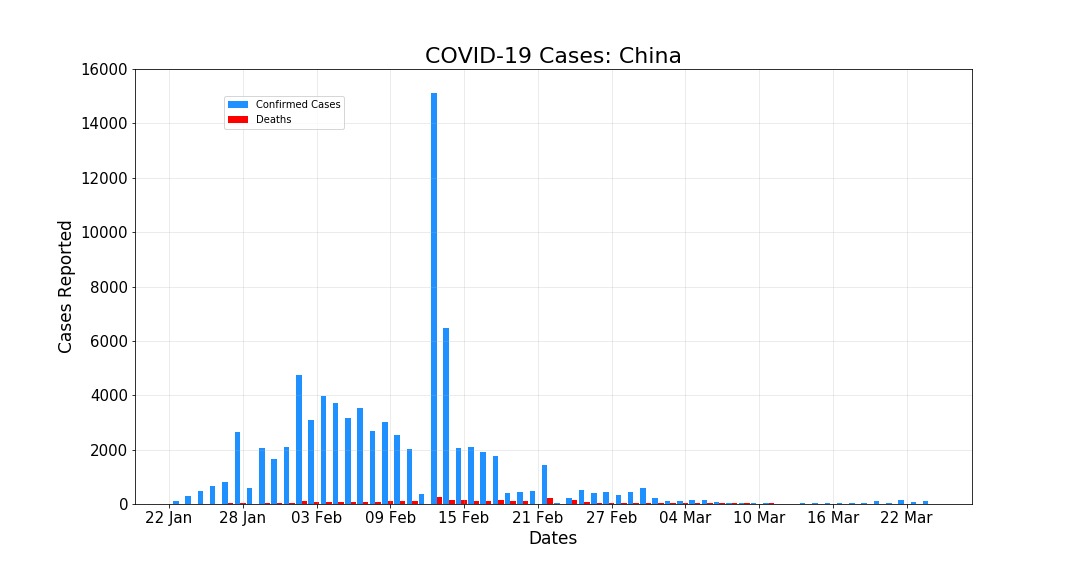 COVID-19 Cases: China
Confirmed Cases
Deaths
Cases Reported
16000
14000
12000
10000
8000
6000
4000
2000
0
22 Jan 28 Jan 03 Feb 09 Feb 15 Feb 21 Feb 27 Feb 04 Mar 10 Mar 16 Mar 22 Mar
Dates